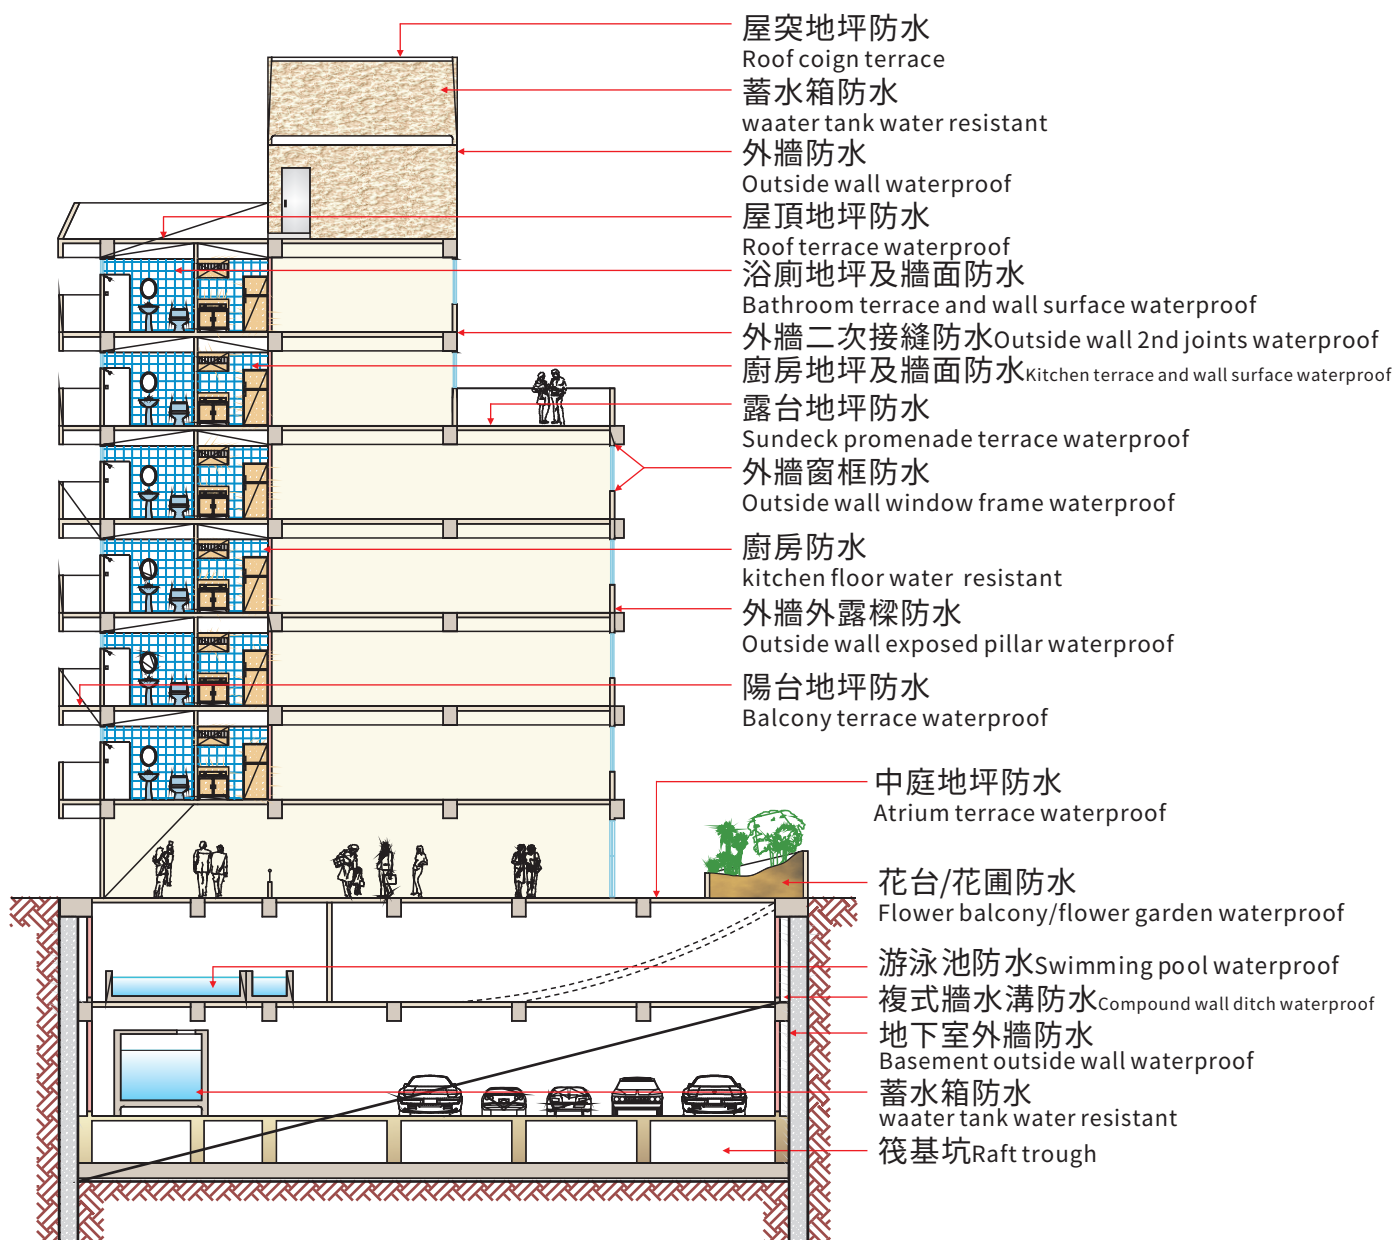 屋突地坪防水
Roof coign terrace
蓄水箱防水
waater tank water resistant
外牆防水
Outside wall waterproof
屋頂地坪防水
Roof terrace waterproof
浴廁地坪及牆面防水
Bathroom terrace and wall surface waterproof
外牆二次接縫防水Outside wall 2nd joints waterproof
廚房地坪及牆面防水Kitchen terrace and wall surface waterproof
露台地坪防水
Sundeck promenade terrace waterproof
外牆窗框防水
Outside wall window frame waterproof
廚房防水
kitchen floor water resistant
外牆外露樑防水
Outside wall exposed pillar waterproof
陽台地坪防水
Balcony terrace waterproof
中庭地坪防水
Atrium terrace waterproof
花台/花圃防水
Flower balcony/flower garden waterproof
游泳池防水Swimming pool waterproof
複式牆水溝防水Compound wall ditch waterproof
地下室外牆防水
Basement outside wall waterproof
蓄水箱防水
waater tank water resistant
筏基坑Raft trough